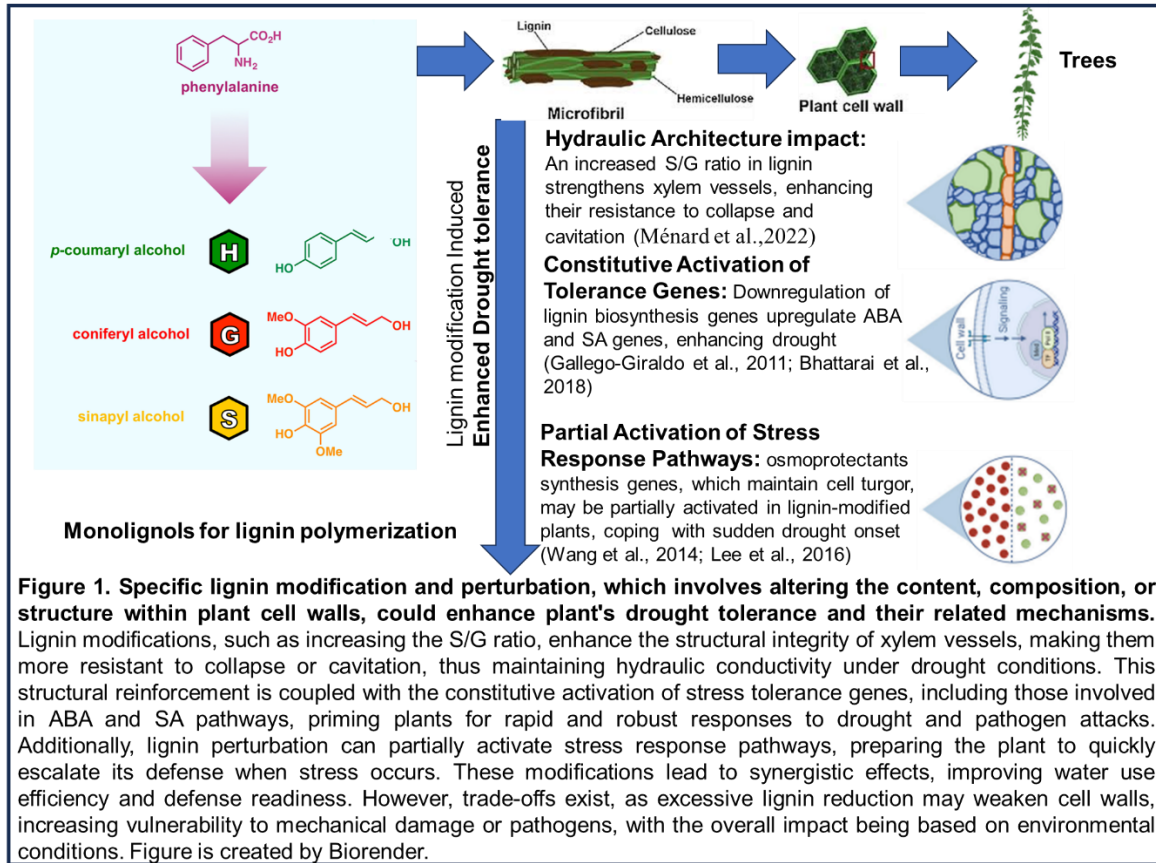 CO₂H
NH₂
phenylalanine
p-coumaryl alcohol
H
OH
HO
coniferyl alcohol
G
MeO
OH
HO
sinapyl alcohol
S
MeO
OH
HO
OMe
Monolignols for lignin polymerization
Lignin
Cellulose
Hemicellulose
Microfibril
Plant cell wall
Trees
Lignin modification Induced
Enhanced Drought tolerance
Hydraulic Architecture impact:
An increased S/G ratio in lignin
strengthens xylem vessels, enhancing
their resistance to collapse and
cavitation (Ménard et al.,2022)
Constitutive Activation of
Tolerance Genes: Downregulation of
lignin biosynthesis genes upregulate ABA
and SA genes, enhancing drought
(Gallego-Giraldo et al., 2011; Bhattarai et al.,
2018)
Cell wall
Signaling
TF
Partial Activation of Stress
Response Pathways: osmoprotectants
synthesis genes, which maintain cell turgor,
may be partially activated in lignin-modified
plants, coping with sudden drought onset
(Wang et al., 2014; Lee et al., 2016)
Figure 1. Specific lignin modification and perturbation, which involves altering the content, composition, or
structure within plant cell walls, could enhance plant's drought tolerance and their related mechanisms.
Lignin modifications, such as increasing the S/G ratio, enhance the structural integrity of xylem vessels, making them
more resistant to collapse or cavitation, thus maintaining hydraulic conductivity under drought conditions. This
structural reinforcement is coupled with the constitutive activation of stress tolerance genes, including those involved
in ABA and SA pathways, priming plants for rapid and robust responses to drought and pathogen attacks.
Additionally, lignin perturbation can partially activate stress response pathways, preparing the plant to quickly
escalate its defense when stress occurs. These modifications lead to synergistic effects, improving water use
efficiency and defense readiness. However, trade-offs exist, as excessive lignin reduction may weaken cell walls,
increasing vulnerability to mechanical damage or pathogens, with the overall impact being based on environmental
conditions. Figure is created by Biorender.